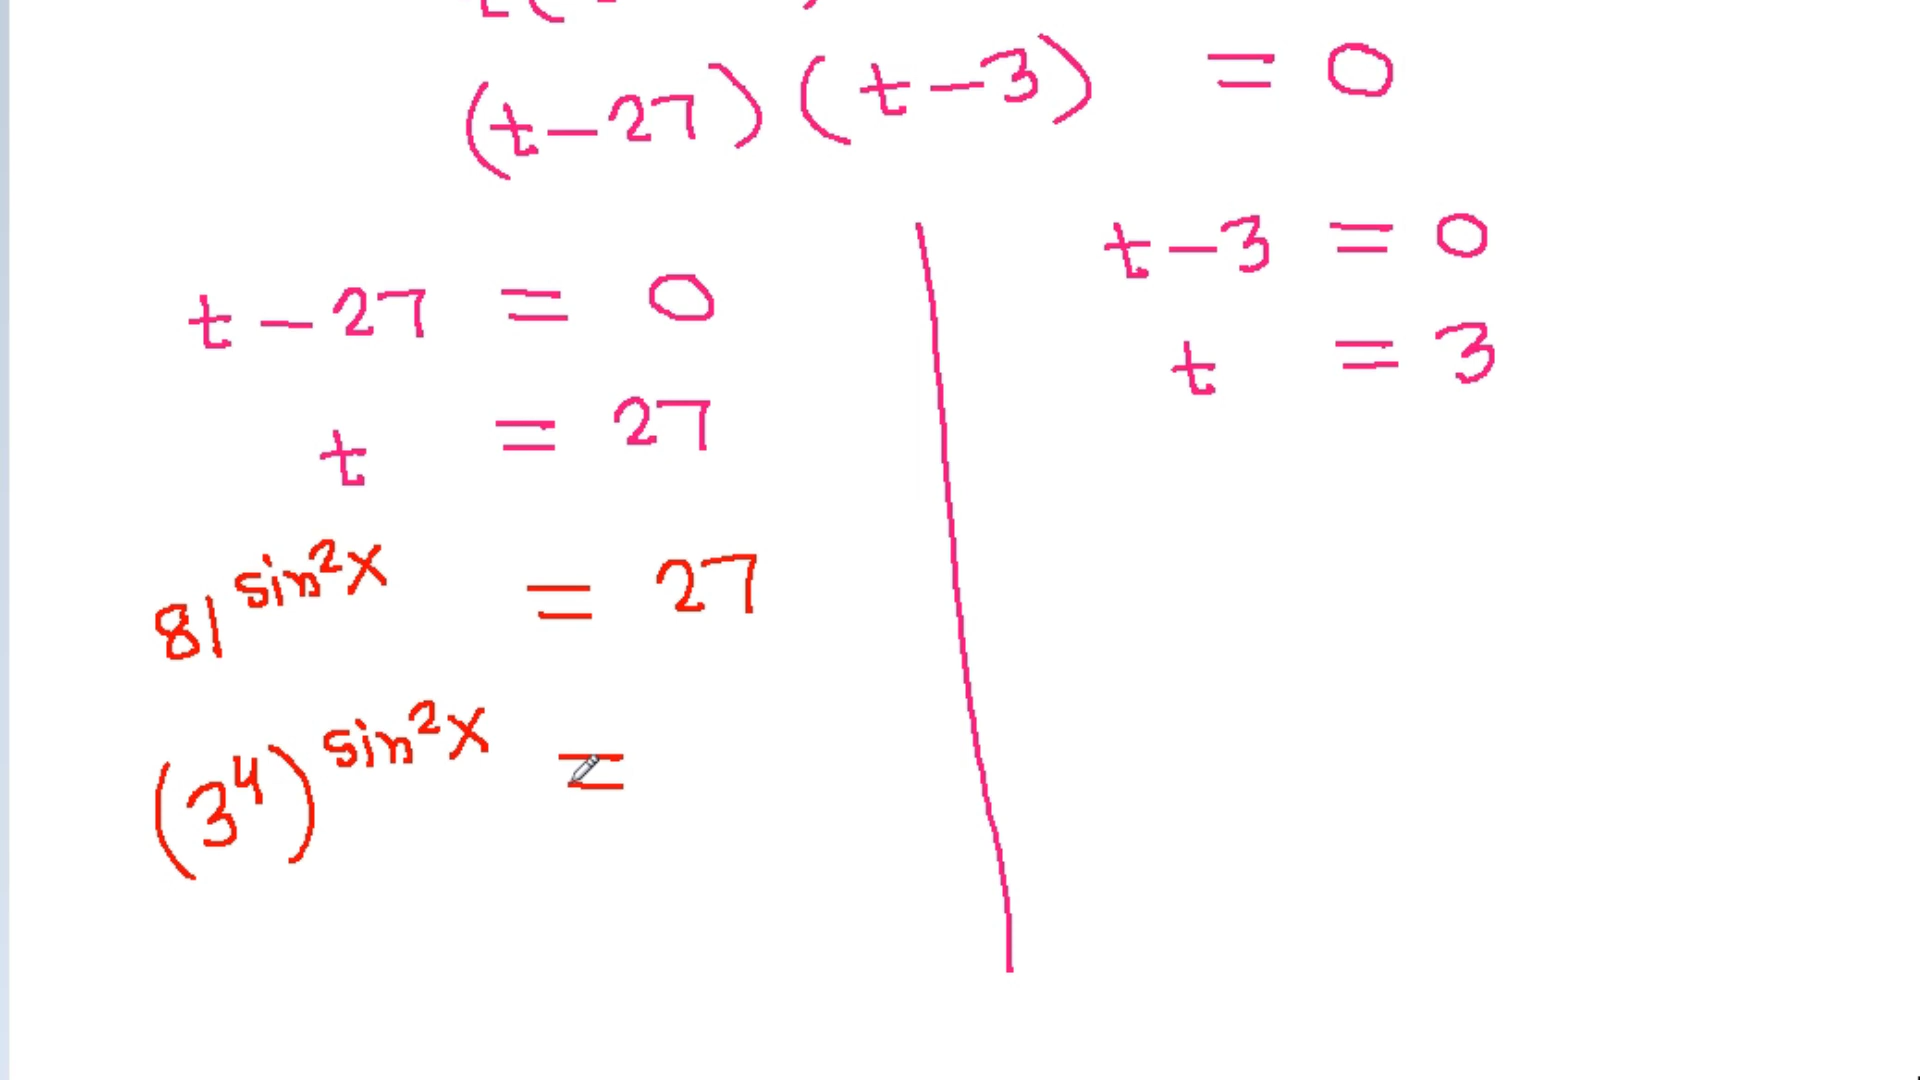 (t-27)(t-3) = 0
t-27 = 0
t = 27
81^sin²x = 27
(3⁴)^sin²x =
t-3 = 0
t = 3